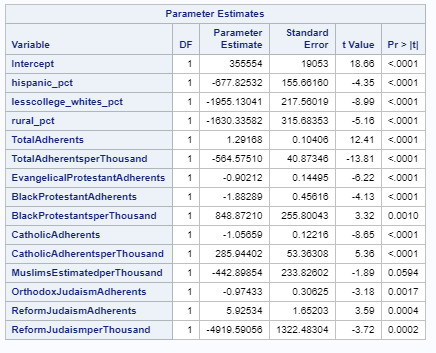 Parameter Estimates
Variable DF Parameter Estimate Standard Error t Value Pr > |t|
Intercept 1 355554 19053 18.66 <.0001
hispanic_pct 1 -677.82532 155.66160 -4.35 <.0001
lesscollege_whites_pct 1 -1955.13041 217.56019 -8.99 <.0001
rural_pct 1 -1630.33582 315.68353 -5.16 <.0001
TotalAdherents 1 1.29168 0.10406 12.41 <.0001
TotalAdherentsperThousand -564.57510 40.87346 -13.81 <.0001
EvangelicalProtestantAdherents 1 -0.90212 0.14495 -6.22 <.0001
BlackProtestantAdherents 1 -1.88289 0.45616 -4.13 <.0001
BlackProtestantsperThousand 1 848.87210 255.80043 3.32 0.0010
CatholicAdherents 1 -1.05659 0.12216 -8.65 <.0001
CatholicAdherentsperThousand 1 285.94402 53.36308 5.36 <.0001
MuslimsEstimatedperThousand 1 -442.89854 233.82602 -1.89 0.0594
OrthodoxJudaismAdherents 1 -0.97433 0.30625 -3.18 0.0017
ReformJudaismAdherents 1 5.92534 1.65203 3.59 0.0004
ReformJudaismperThousand 1 -4919.59056 1322.48304 -3.72 0.0002